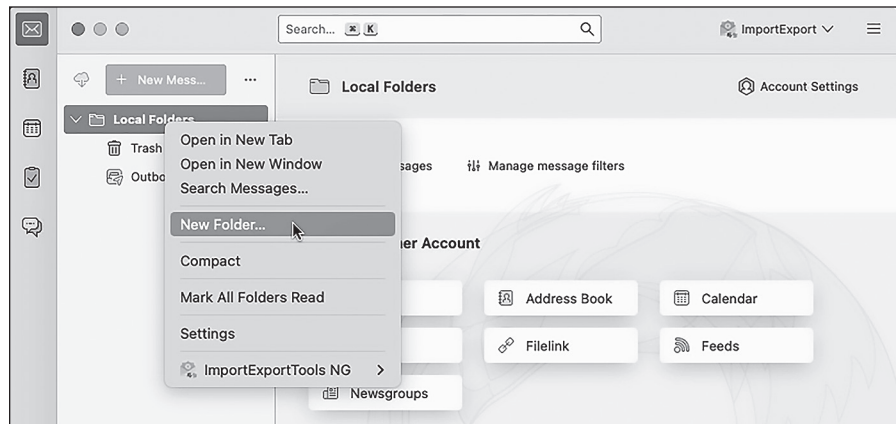 Search... ⌘ K
ImportExport
+ New Mess... ...
Local Folders
Trash
Outbo
Open in New Tab
Open in New Window
Search Messages...
New Folder...
Compact
Mark All Folders Read
Settings
ImportExportTools NG
Local Folders
Account Settings
sages
Manage message filters
er Account
Address Book
Calendar
Filelink
Feeds
Newsgroups